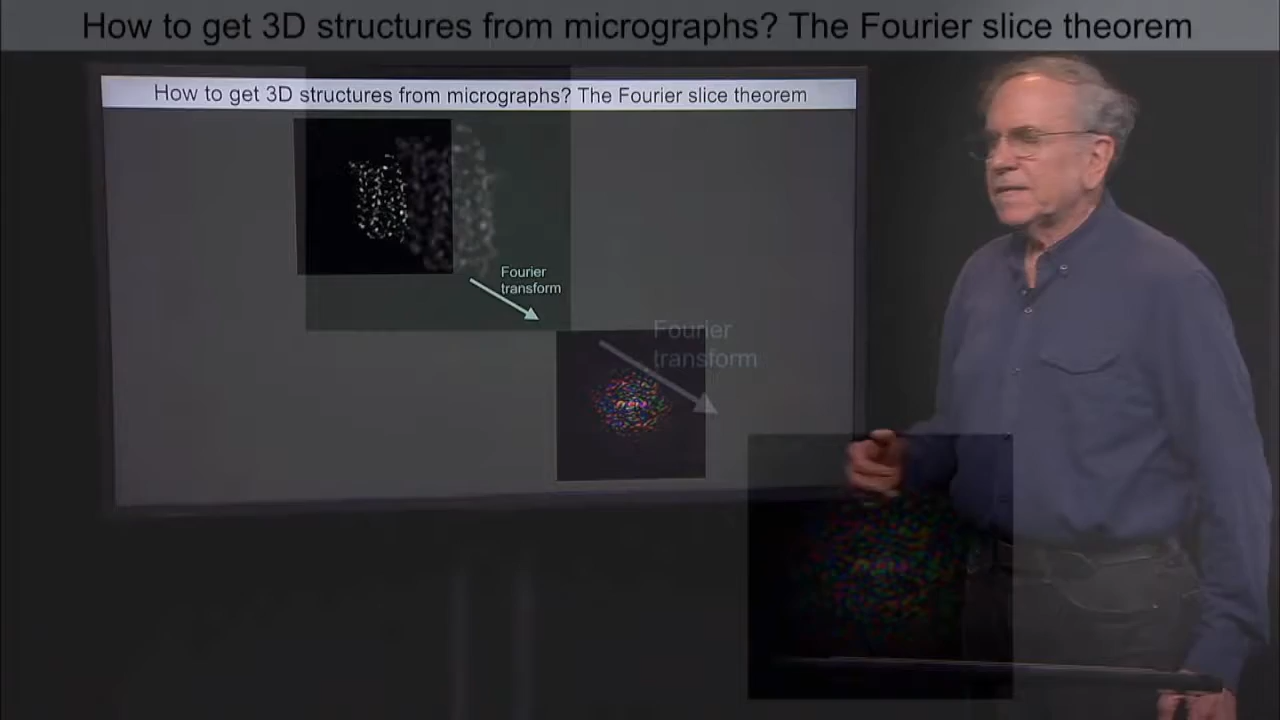 How to get 3D structures from micrographs? The Fourier slice theorem
How to get 3D structures from micrographs? The Fourier slice theorem
Fourier
transform
Fourier
transform